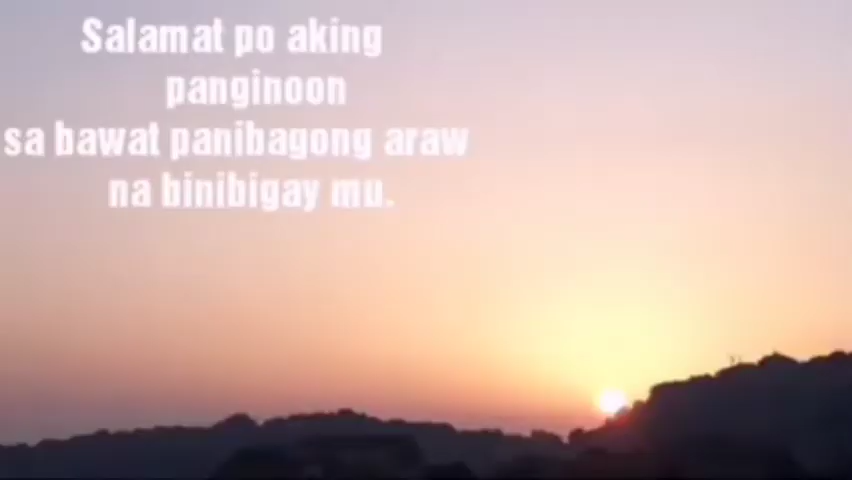 Salamat po aking
panginoon
sa bawat panibagong araw
na binibigay mu.